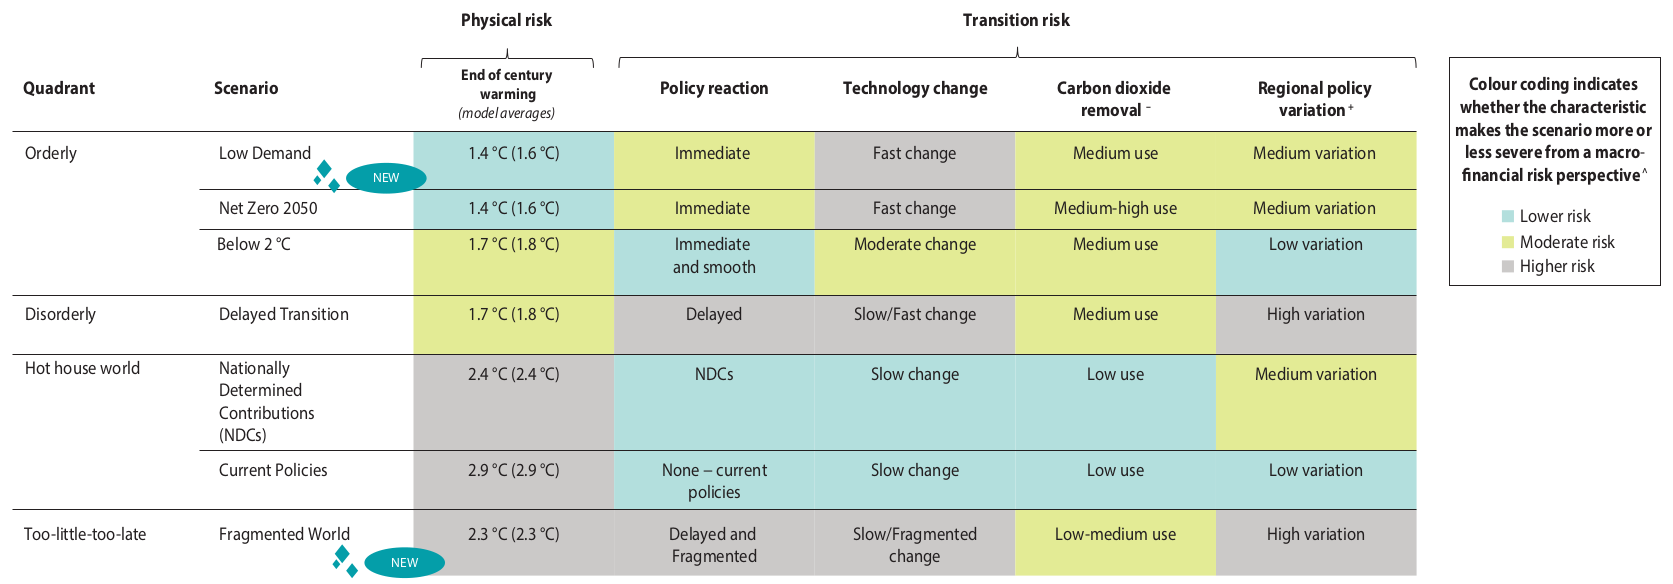 Physical risk
Transition risk
Quadrant
Scenario
End of century
warming
(model averages)
Policy reaction
Technology change
Carbon dioxide
removal −
Regional policy
variation +
Orderly
Low Demand
NEW
1.4 °C (1.6 °C)
Immediate
Fast change
Medium use
Medium variation
Net Zero 2050
1.4 °C (1.6 °C)
Immediate
Fast change
Medium-high use
Medium variation
Below 2 °C
1.7 °C (1.8 °C)
Immediate
and smooth
Moderate change
Medium use
Low variation
Disorderly
Delayed Transition
1.7 °C (1.8 °C)
Delayed
Slow/Fast change
Medium use
High variation
Hot house world
Nationally
Determined
Contributions
(NDCs)
2.4 °C (2.4 °C)
NDCs
Slow change
Low use
Medium variation
Current Policies
2.9 °C (2.9 °C)
None – current
policies
Slow change
Low use
Low variation
Too-little-too-late
Fragmented World
NEW
2.3 °C (2.3 °C)
Delayed and
Fragmented
Slow/Fragmented
change
Low-medium use
High variation
Colour coding indicates
whether the characteristic
makes the scenario more or
less severe from a macro-
financial risk perspective^
Lower risk
Moderate risk
Higher risk